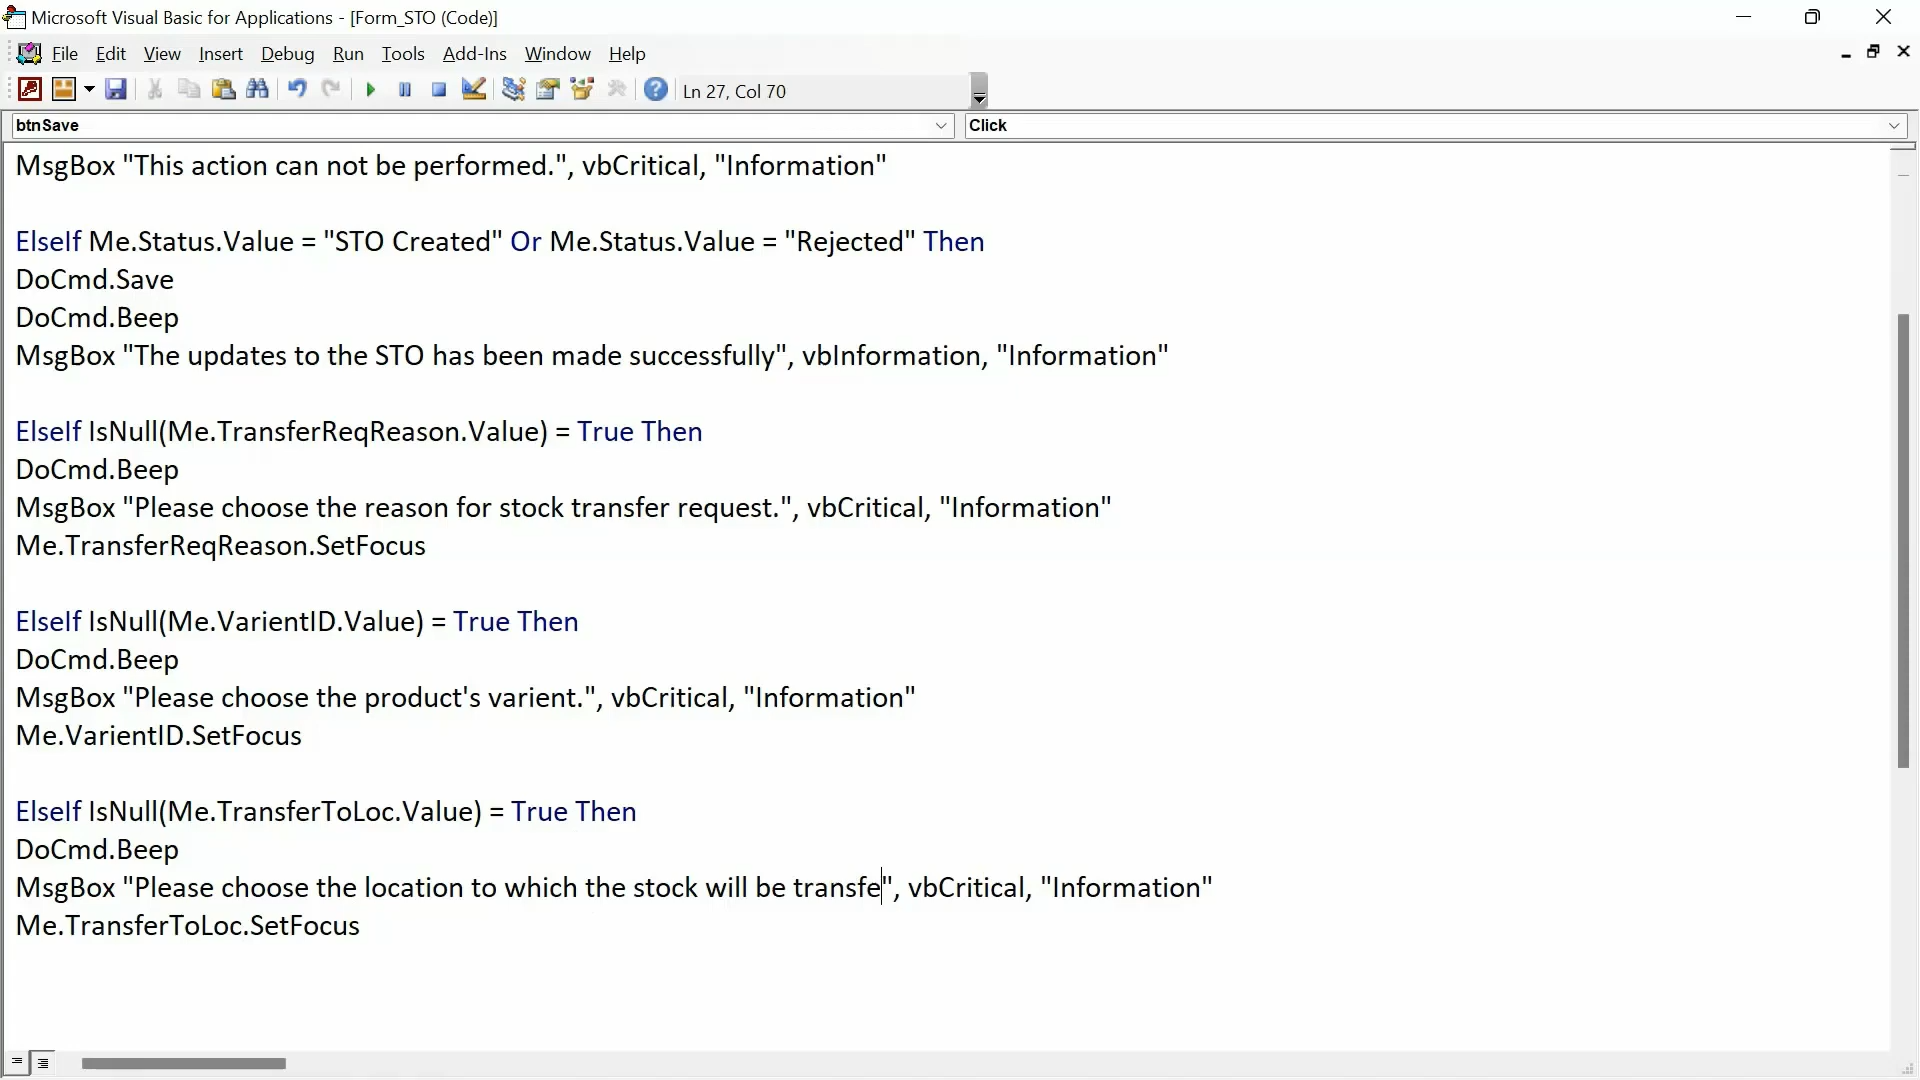 Microsoft Visual Basic for Applications - [Form_STO (Code)]
File Edit View Insert Debug Run Tools Add-Ins Window Help
Ln 27, Col 70
btnSave Click
MsgBox "This action can not be performed.", vbCritical, "Information"
ElseIf Me.Status.Value = "STO Created" Or Me.Status.Value = "Rejected" Then
DoCmd.Save
DoCmd.Beep
MsgBox "The updates to the STO has been made successfully", vbInformation, "Information"
ElseIf IsNull(Me.TransferReqReason.Value) = True Then
DoCmd.Beep
MsgBox "Please choose the reason for stock transfer request.", vbCritical, "Information"
Me.TransferReqReason.SetFocus
ElseIf IsNull(Me.VarientID.Value) = True Then
DoCmd.Beep
MsgBox "Please choose the product's varient.", vbCritical, "Information"
Me.VarientID.SetFocus
ElseIf IsNull(Me.TransferToLoc.Value) = True Then
DoCmd.Beep
MsgBox "Please choose the location to which the stock will be transfe", vbCritical, "Information"
Me.TransferToLoc.SetFocus